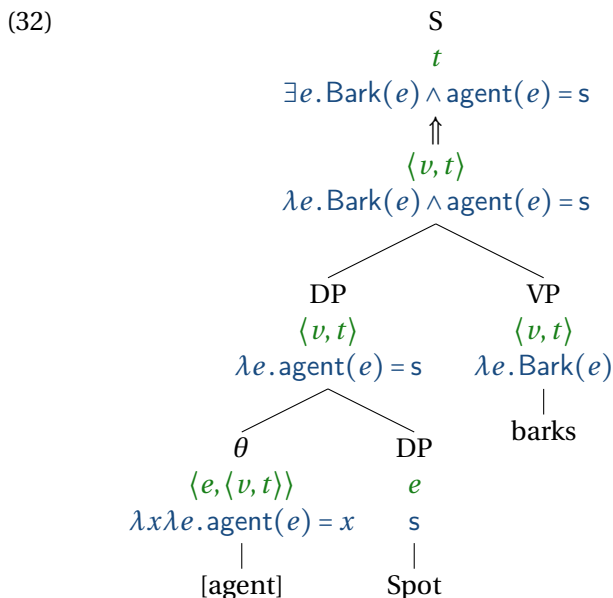 (32)
S
t
∃e.Bark(e) ∧ agent(e) = s
⇑
⟨v, t⟩
λe.Bark(e) ∧ agent(e) = s
DP VP
⟨v, t⟩ ⟨v, t⟩
λe.agent(e) = s λe.Bark(e)
barks
θ DP
⟨e, ⟨v, t⟩⟩ e
λxλe.agent(e) = x s
[agent] Spot